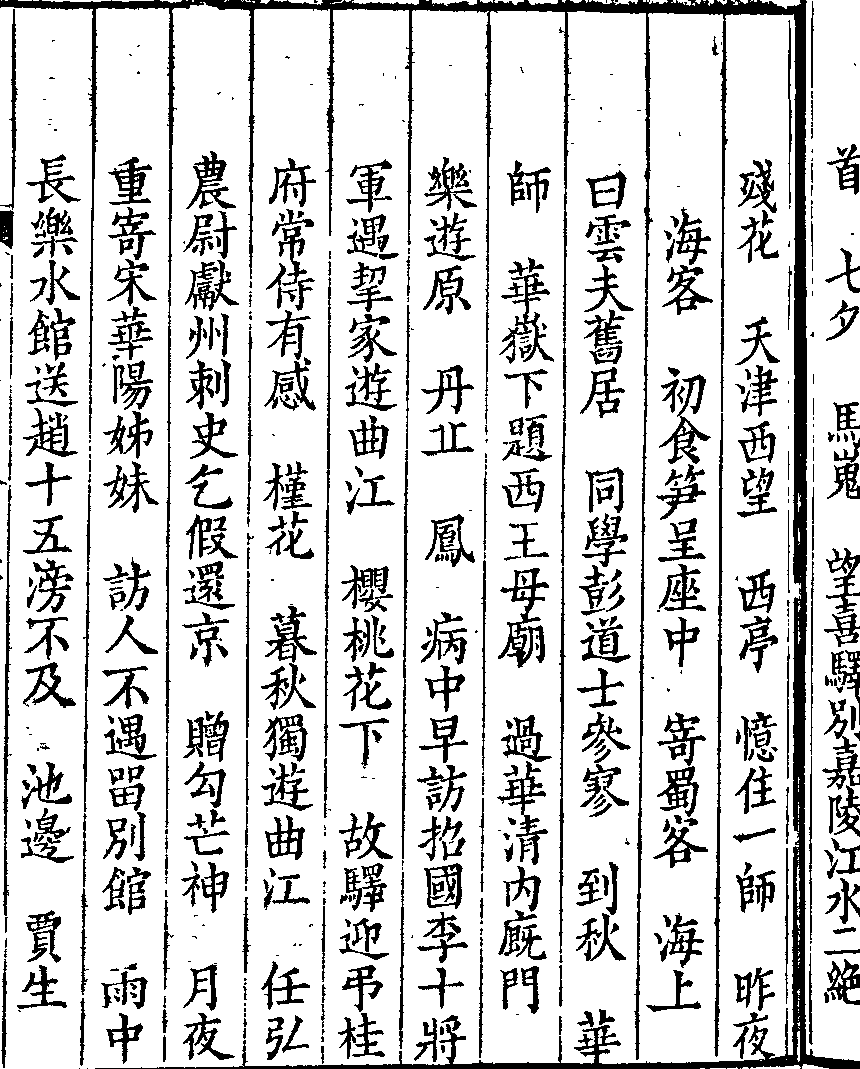 首　七夕　馬嵬　望喜驛別嘉陵江水二絶
殘花　天津西望　西亭　憶住一師　昨夜
海客　初食笋呈座中　寄蜀客　海上
白雲夫舊居　同學彭道士參寥　到秋　華
師　華嶽下題西王母廟　過華清内廐門
樂遊原　丹丘　鳳　病中早訪招國李十將
軍遇挈家遊曲江　櫻桃花下　故驛迎弔桂
府常侍有感　槿花　暮秋獨遊曲江　任弘
農尉獻州刺史乞假還京　贈勾芒神　月夜
重寄宋華陽姊妹　訪人不遇畱別館　雨中
長樂水館送趙十五滂不及　池邊　賈生